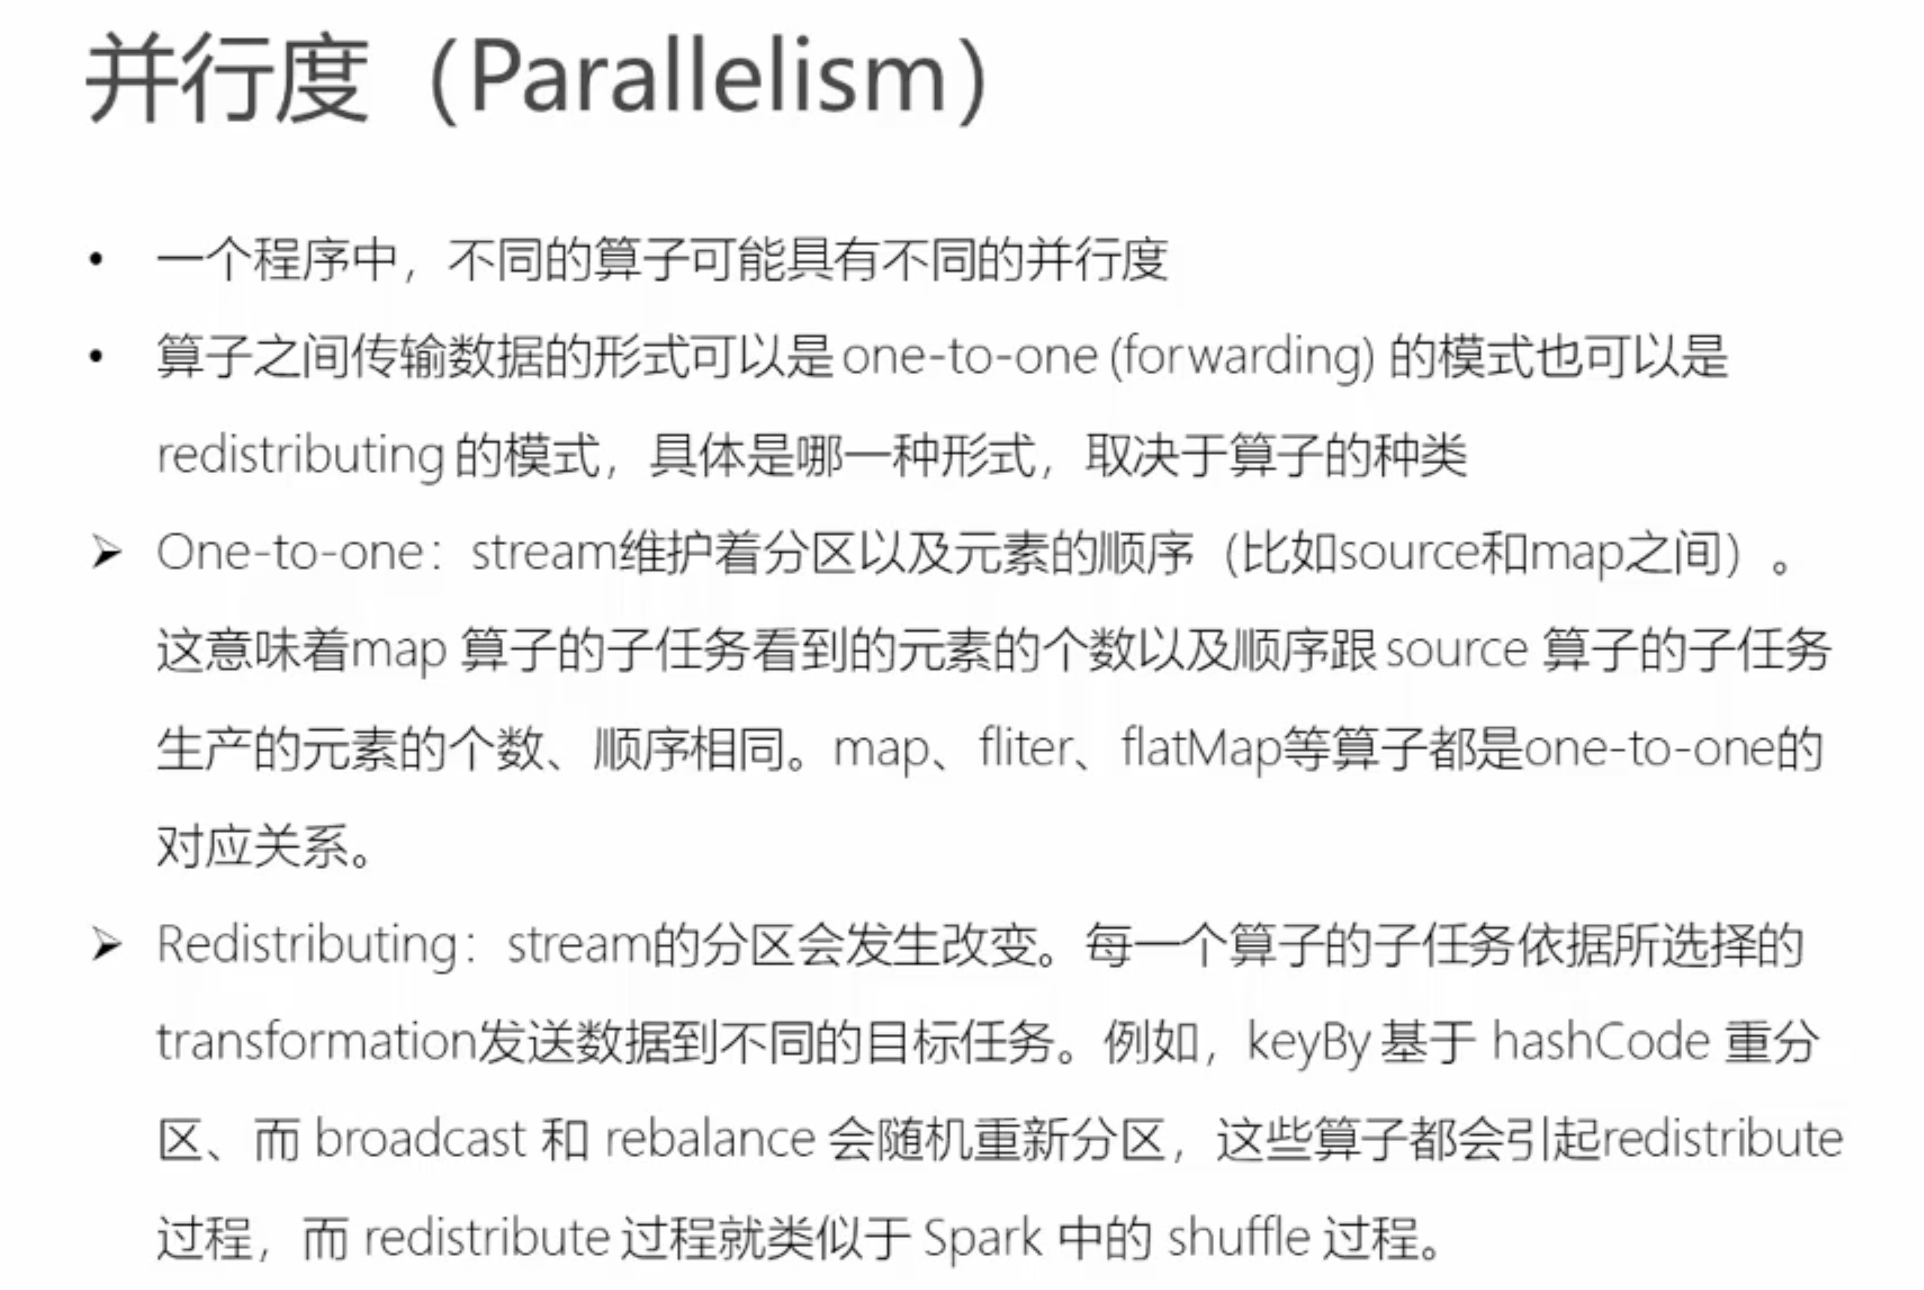 并行度（Parallelism）
• 一个程序中，不同的算子可能具有不同的并行度
• 算子之间传输数据的形式可以是 one-to-one (forwarding) 的模式也可以是
redistributing 的模式，具体是哪一种形式，取决于算子的种类
➢ One-to-one：stream维护着分区以及元素的顺序（比如source和map之间）。
这意味着map 算子的子任务看到的元素的个数以及顺序跟 source 算子的子任务
生产的元素的个数、顺序相同。map、fliter、flatMap等算子都是one-to-one的
对应关系。
➢ Redistributing：stream的分区会发生改变。每一个算子的子任务依据所选择的
transformation发送数据到不同的目标任务。例如，keyBy 基于 hashCode 重分
区、而 broadcast 和 rebalance 会随机重新分区，这些算子都会引起redistribute
过程，而 redistribute 过程就类似于 Spark 中的 shuffle 过程。